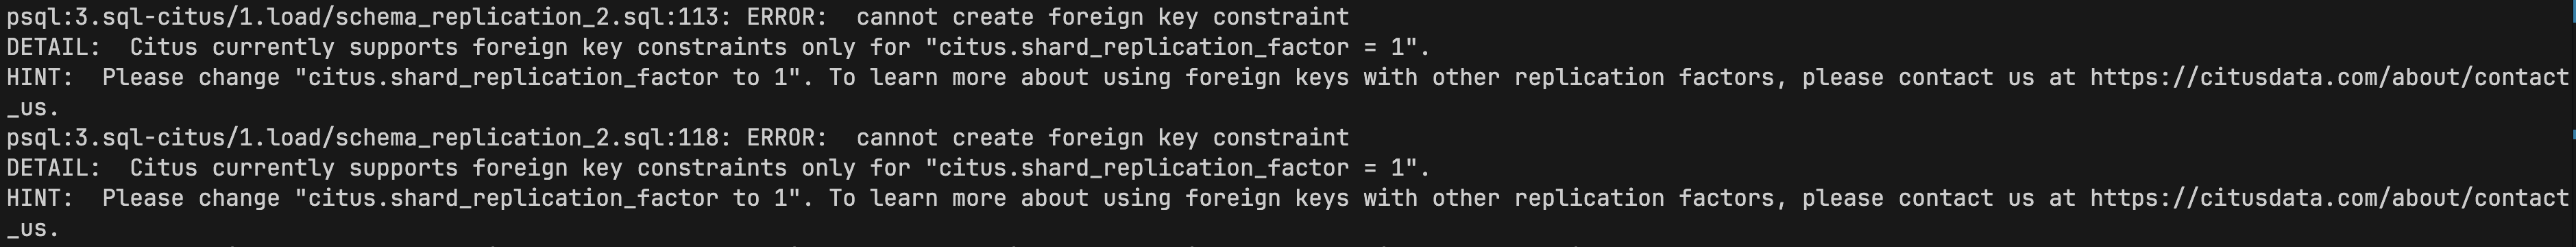 psql:3.sql-citus/1.load/schema_replication_2.sql:113: ERROR:  cannot create foreign key constraint
DETAIL:  Citus currently supports foreign key constraints only for "citus.shard_replication_factor = 1".
HINT:  Please change "citus.shard_replication_factor to 1". To learn more about using foreign keys with other replication factors, please contact us at https://citusdata.com/about/contact
_us.
psql:3.sql-citus/1.load/schema_replication_2.sql:118: ERROR:  cannot create foreign key constraint
DETAIL:  Citus currently supports foreign key constraints only for "citus.shard_replication_factor = 1".
HINT:  Please change "citus.shard_replication_factor to 1". To learn more about using foreign keys with other replication factors, please contact us at https://citusdata.com/about/contact
_us.